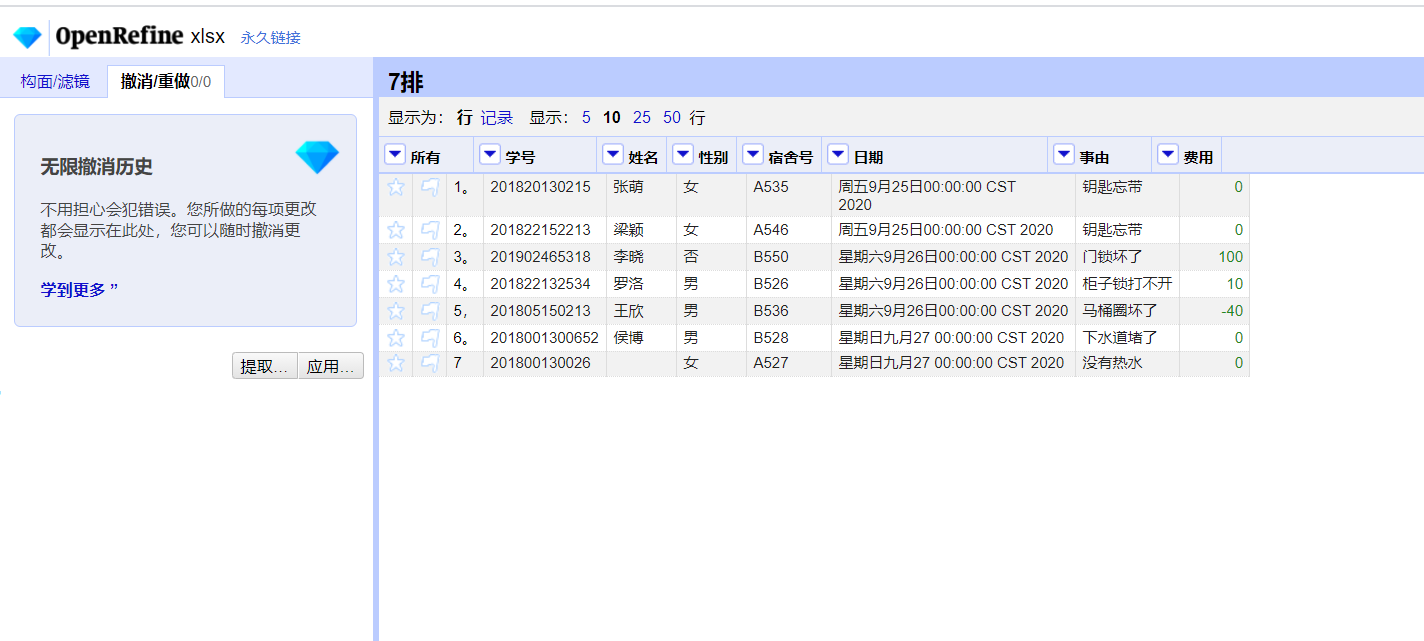 OpenRefine xlsx 永久链接
构面/滤镜 撤消/重做0/0
无限撤消历史
不用担心会犯错误。您所做的每项更改
都会显示在此处，您可以随时撤消更
改。
学到更多 ”
提取... 应用...
7排
显示为： 行 记录 显示： 5 10 25 50 行
所有 学号 姓名 性别 宿舍号 日期 事由 费用
1。 201820130215 张萌 女 A535 周五9月25日00:00:00 CST
2020 钥匙忘带 0
2。 201822152213 梁颖 女 A546 周五9月25日00:00:00 CST 2020 钥匙忘带 0
3。 201902465318 李晓 否 B550 星期六9月26日00:00:00 CST 2020 门锁坏了 100
4。 201822132534 罗洛 男 B526 星期六9月26日00:00:00 CST 2020 柜子锁打不开 10
5， 201805150213 王欣 男 B536 星期六9月26日00:00:00 CST 2020 马桶圈坏了 -40
6。 2018001300652 侯博 男 B528 星期日九月27 00:00:00 CST 2020 下水道堵了 0
7 201800130026 女 A527 星期日九月27 00:00:00 CST 2020 没有热水 0